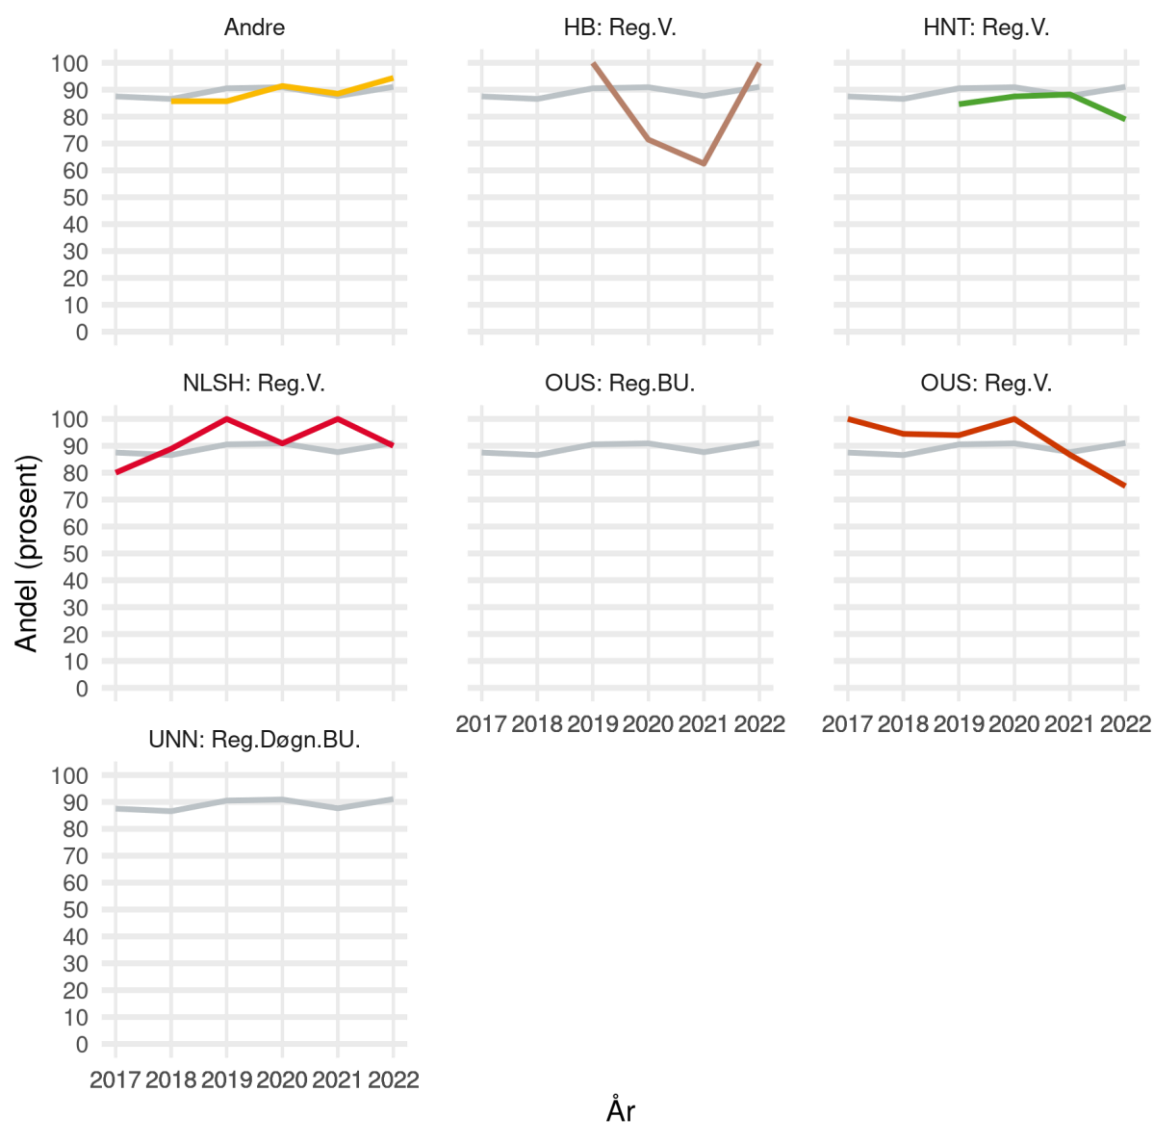 Andre
HB: Reg.V.
HNT: Reg.V.
100
90
80
70
60
50
40
30
20
10
0
NLSH: Reg.V.
OUS: Reg.BU.
OUS: Reg.V.
100
90
80
70
60
50
40
30
20
10
0
Andel (prosent)
2017 2018 2019 2020 2021 2022
2017 2018 2019 2020 2021 2022
UNN: Reg.Døgn.BU.
100
90
80
70
60
50
40
30
20
10
0
2017 2018 2019 2020 2021 2022
År